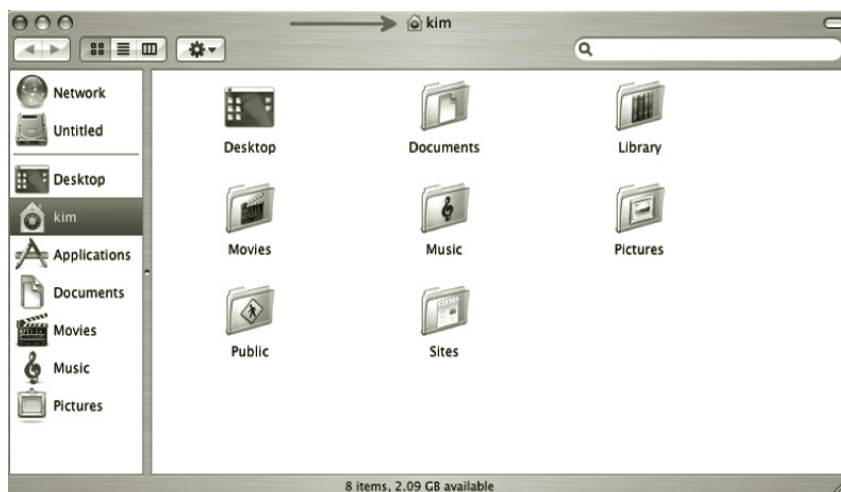 kim
Network
Untitled
Desktop
kim
Applications
Documents
Movies
Music
Pictures
Desktop Documents Library
Movies Music Pictures
Public Sites
8 items, 2.09 GB available